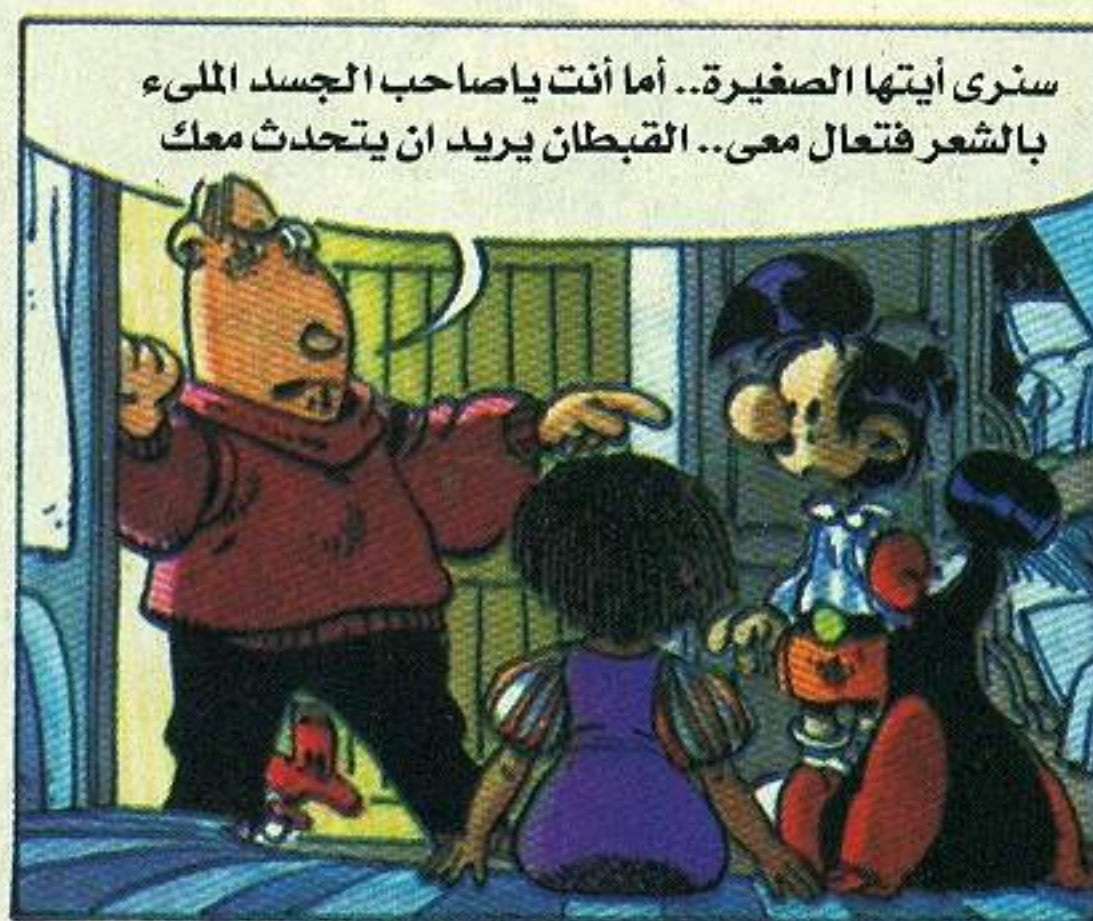 سنرى أيتها الصغيرة.. أما أنت ياصاحب الجسد الملىء
بالشعر فتعال معى.. القبطان يريد ان يتحدث معك